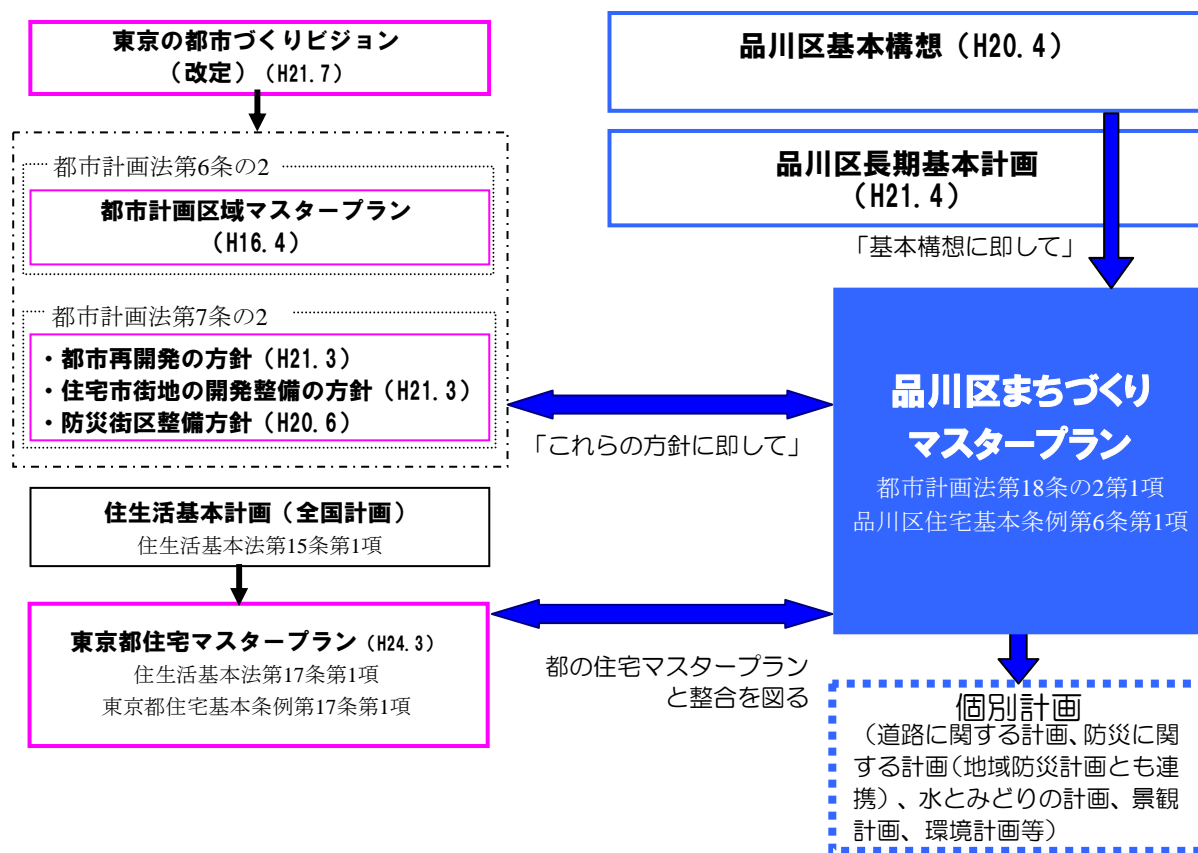 東京の都市づくりビジョン
（改定）（H21.7）
都市計画法第6条の2
都市計画区域マスタープラン
（H16.4）
都市計画法第7条の2
・都市再開発の方針（H21.3）
・住宅市街地の開発整備の方針（H21.3）
・防災街区整備方針（H20.6）
住生活基本計画（全国計画）
住生活基本法第15条第1項
東京都住宅マスタープラン（H24.3）
住生活基本法第17条第1項
東京都住宅基本条例第17条第1項
品川区基本構想（H20.4）
品川区長期基本計画
（H21.4）
「基本構想に即して」
「これらの方針に即して」
都の住宅マスタープラン
と整合を図る
品川区まちづくり
マスタープラン
都市計画法第18条の2第1項
品川区住宅基本条例第6条第1項
個別計画
（道路に関する計画、防災に関
する計画（地域防災計画とも連
携）、水とみどりの計画、景観
計画、環境計画等）